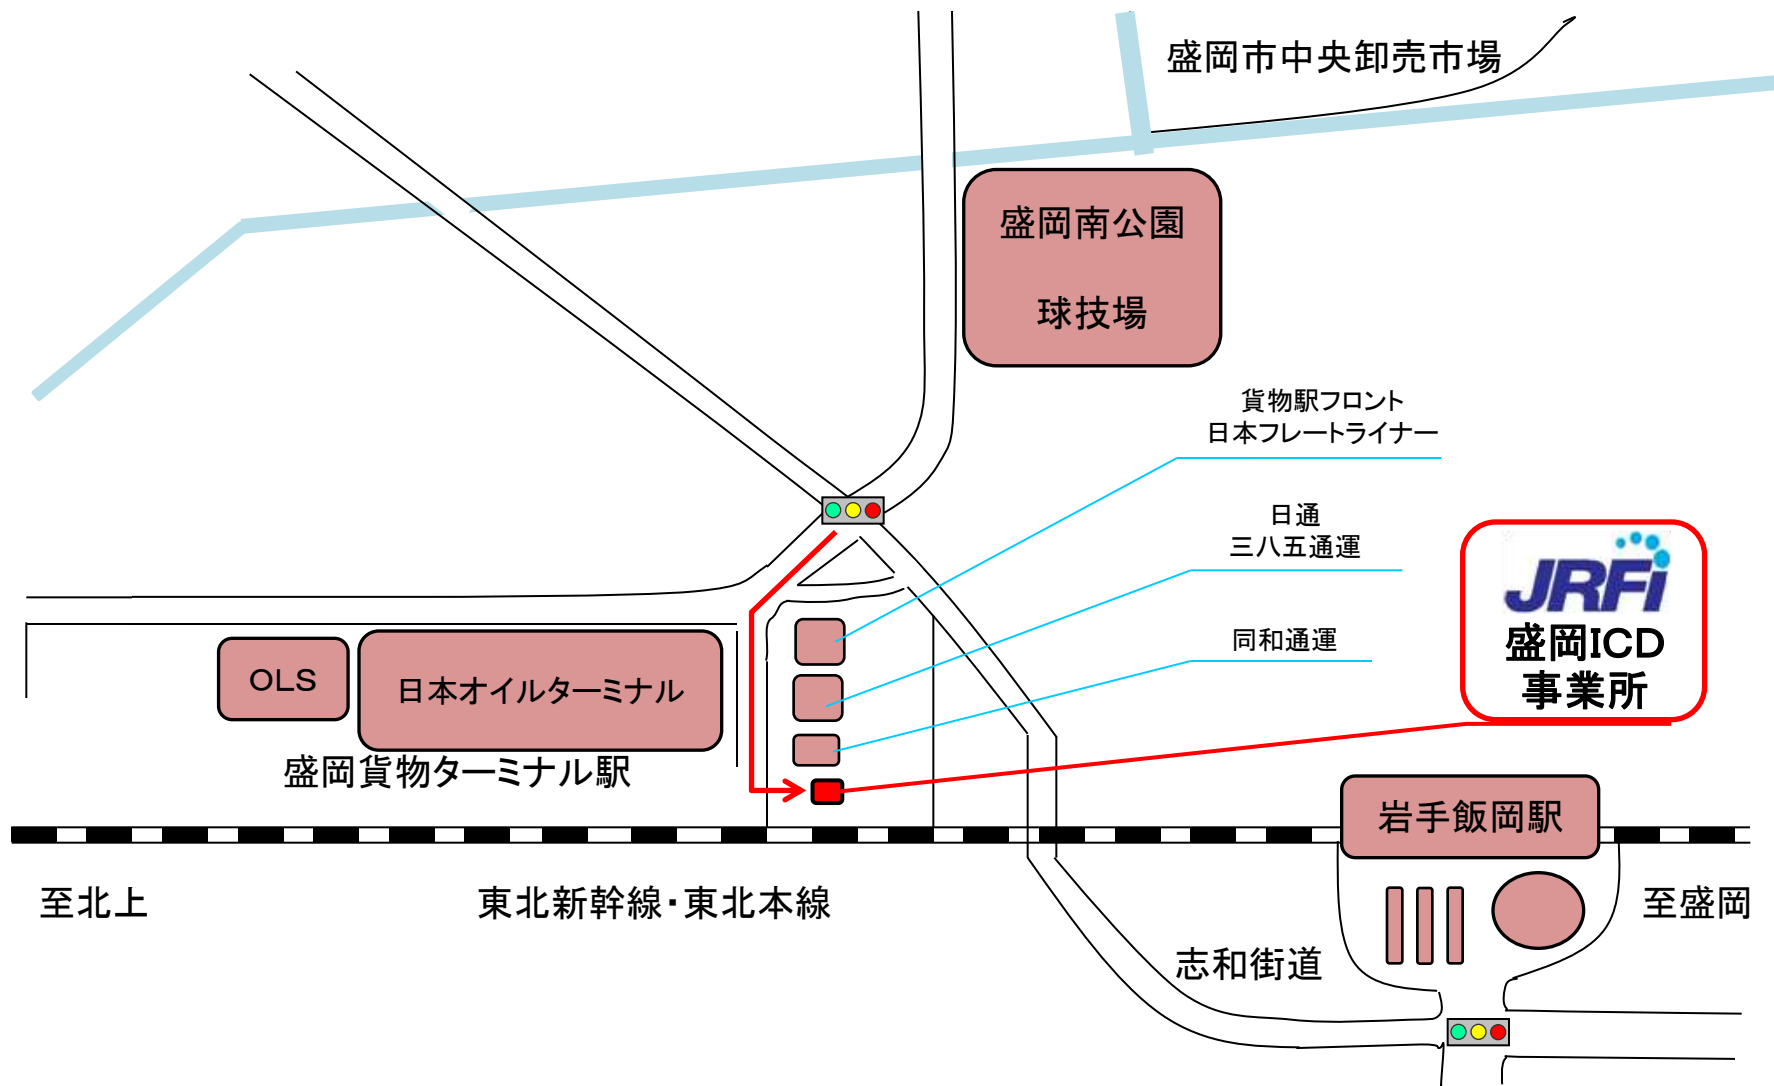 盛岡市中央卸売市場
盛岡南公園
球技場
貨物駅フロント
日本フレートライナー
日通
三八五通運
同和通運
JRFi
盛岡ICD
事業所
OLS
日本オイルターミナル
盛岡貨物ターミナル駅
岩手飯岡駅
至北上
東北新幹線・東北本線
至盛岡
志和街道